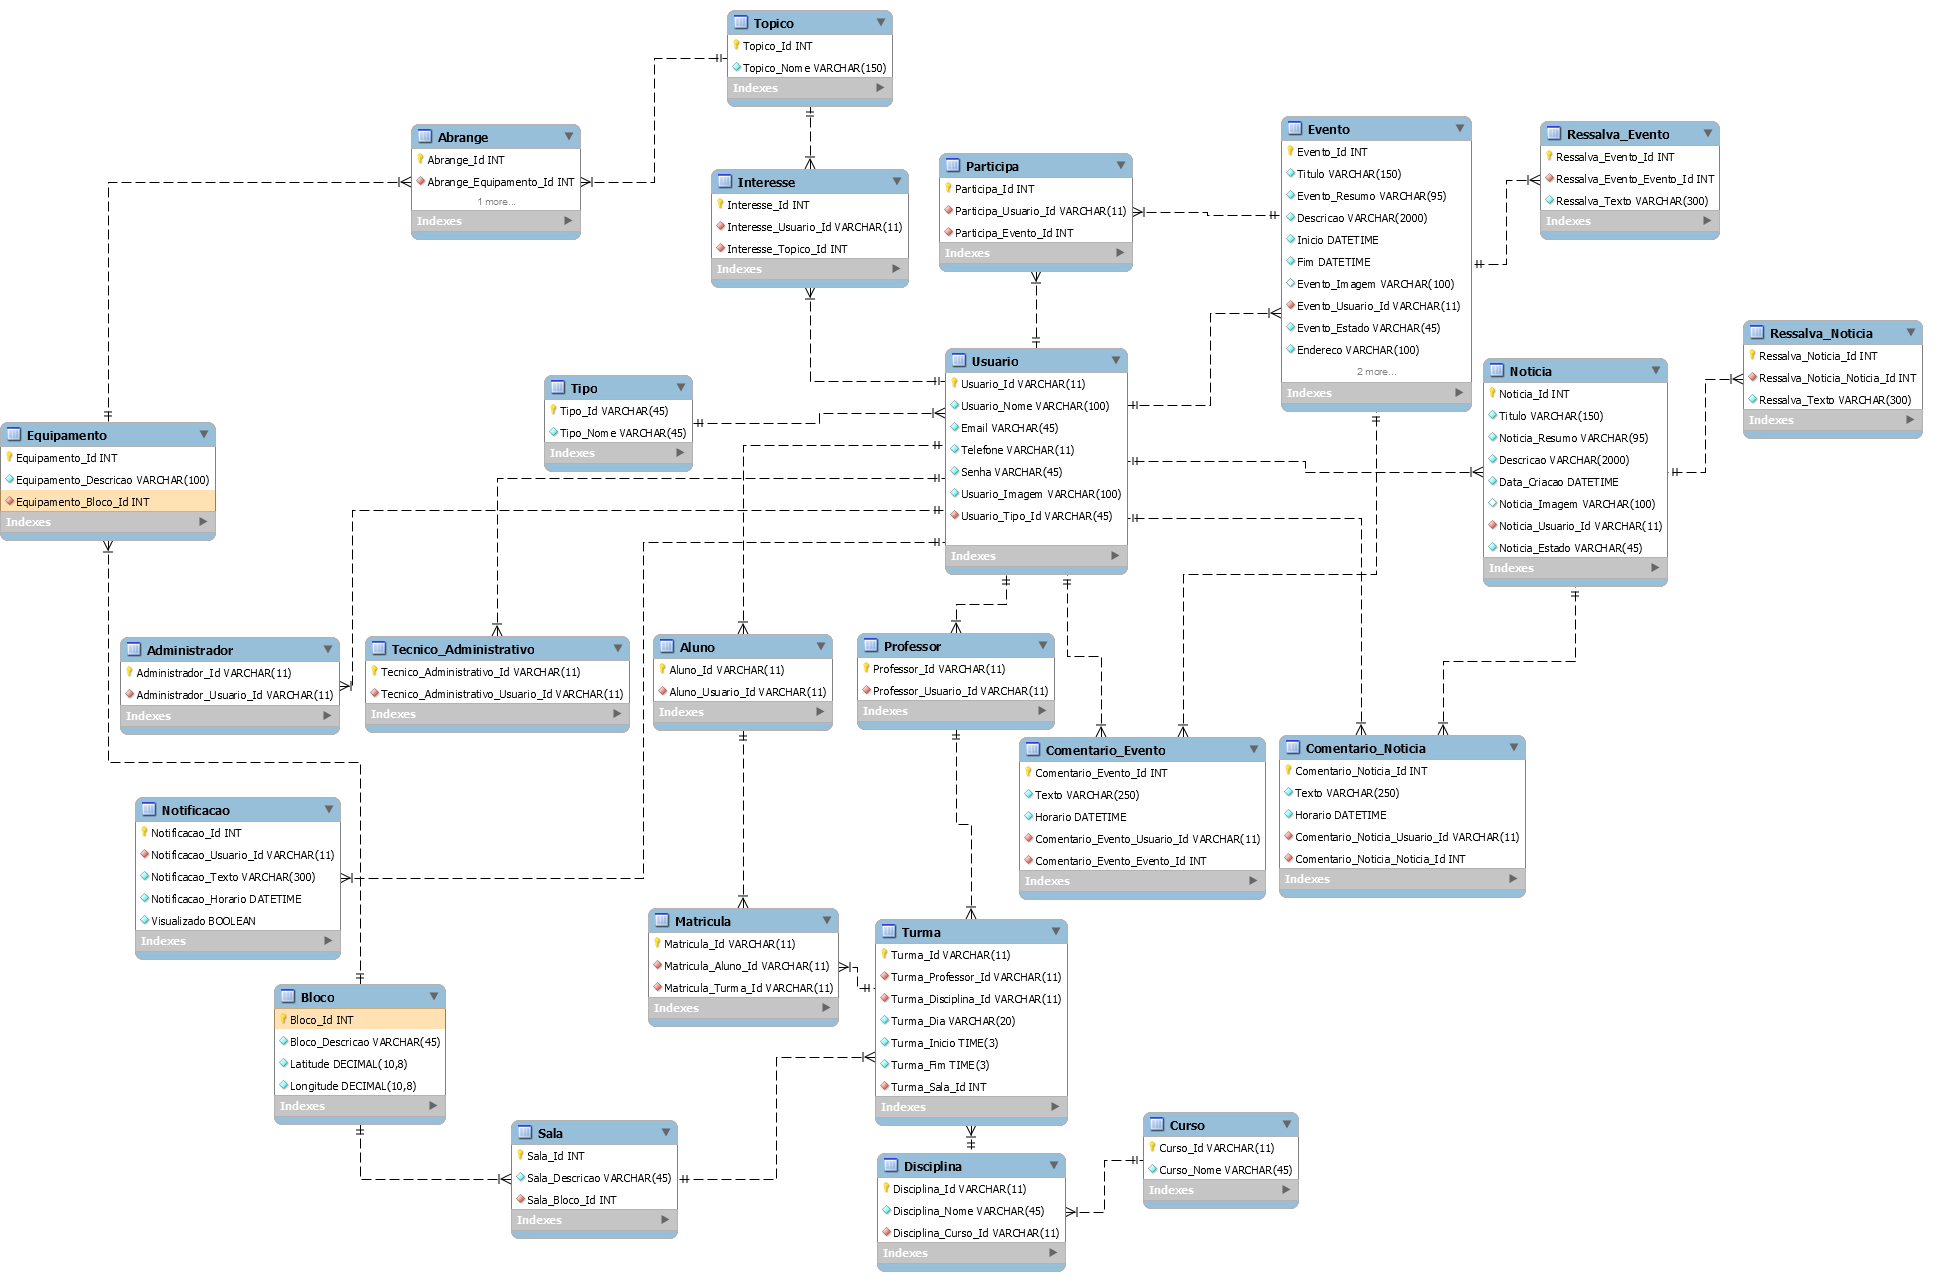 Topico
Topico_Id INT
Topico_Nome VARCHAR(150)
Indexes
Abrange
Abrange_Id INT
Abrange_Equipamento_Id INT
1 more...
Indexes
Interesse
Interesse_Id INT
Interesse_Usuario_Id VARCHAR(11)
Interesse_Topico_Id INT
Indexes
Participa
Participa_Id INT
Participa_Usuario_Id VARCHAR(11)
Participa_Evento_Id INT
Indexes
Evento
Evento_Id INT
Titulo VARCHAR(150)
Evento_Resumo VARCHAR(95)
Descricao VARCHAR(2000)
Inicio DATETIME
Fim DATETIME
Evento_Imagem VARCHAR(100)
Evento_Usuario_Id VARCHAR(11)
Evento_Estado VARCHAR(45)
Endereco VARCHAR(100)
2 more...
Indexes
Ressalva_Evento
Ressalva_Evento_Id INT
Ressalva_Evento_Evento_Id INT
Ressalva_Texto VARCHAR(300)
Indexes
Ressalva_Noticia
Ressalva_Noticia_Id INT
Ressalva_Noticia_Noticia_Id INT
Ressalva_Texto VARCHAR(300)
Indexes
Tipo
Tipo_Id VARCHAR(45)
Tipo_Nome VARCHAR(45)
Indexes
Usuario
Usuario_Id VARCHAR(11)
Usuario_Nome VARCHAR(100)
Email VARCHAR(45)
Telefone VARCHAR(11)
Senha VARCHAR(45)
Usuario_Imagem VARCHAR(100)
Usuario_Tipo_Id VARCHAR(45)
Indexes
Noticia
Noticia_Id INT
Titulo VARCHAR(150)
Noticia_Resumo VARCHAR(95)
Descricao VARCHAR(2000)
Data_Criacao DATETIME
Noticia_Imagem VARCHAR(100)
Noticia_Usuario_Id VARCHAR(11)
Noticia_Estado VARCHAR(45)
Indexes
Equipamento
Equipamento_Id INT
Equipamento_Descricao VARCHAR(100)
Equipamento_Bloco_Id INT
Indexes
Administrador
Administrador_Id VARCHAR(11)
Administrador_Usuario_Id VARCHAR(11)
Indexes
Tecnico_Administrativo
Tecnico_Administrativo_Id VARCHAR(11)
Tecnico_Administrativo_Usuario_Id VARCHAR(11)
Indexes
Aluno
Aluno_Id VARCHAR(11)
Aluno_Usuario_Id VARCHAR(11)
Indexes
Professor
Professor_Id VARCHAR(11)
Professor_Usuario_Id VARCHAR(11)
Indexes
Comentario_Evento
Comentario_Evento_Id INT
Texto VARCHAR(250)
Horario DATETIME
Comentario_Evento_Usuario_Id VARCHAR(11)
Comentario_Evento_Evento_Id INT
Indexes
Comentario_Noticia
Comentario_Noticia_Id INT
Texto VARCHAR(250)
Horario DATETIME
Comentario_Noticia_Usuario_Id VARCHAR(11)
Comentario_Noticia_Noticia_Id INT
Indexes
Notificacao
Notificacao_Id INT
Notificacao_Usuario_Id VARCHAR(11)
Notificacao_Texto VARCHAR(300)
Notificacao_Horario DATETIME
Visualizado BOOLEAN
Indexes
Matricula
Matricula_Id VARCHAR(11)
Matricula_Aluno_Id VARCHAR(11)
Matricula_Turma_Id VARCHAR(11)
Indexes
Turma
Turma_Id VARCHAR(11)
Turma_Professor_Id VARCHAR(11)
Turma_Disciplina_Id VARCHAR(11)
Turma_Dia VARCHAR(20)
Turma_Inicio TIME(3)
Turma_Fim TIME(3)
Turma_Sala_Id INT
Indexes
Bloco
Bloco_Id INT
Bloco_Descricao VARCHAR(45)
Latitude DECIMAL(10,8)
Longitude DECIMAL(10,8)
Indexes
Sala
Sala_Id INT
Sala_Descricao VARCHAR(45)
Sala_Bloco_Id INT
Indexes
Curso
Curso_Id VARCHAR(11)
Curso_Nome VARCHAR(45)
Indexes
Disciplina
Disciplina_Id VARCHAR(11)
Disciplina_Nome VARCHAR(45)
Disciplina_Curso_Id VARCHAR(11)
Indexes